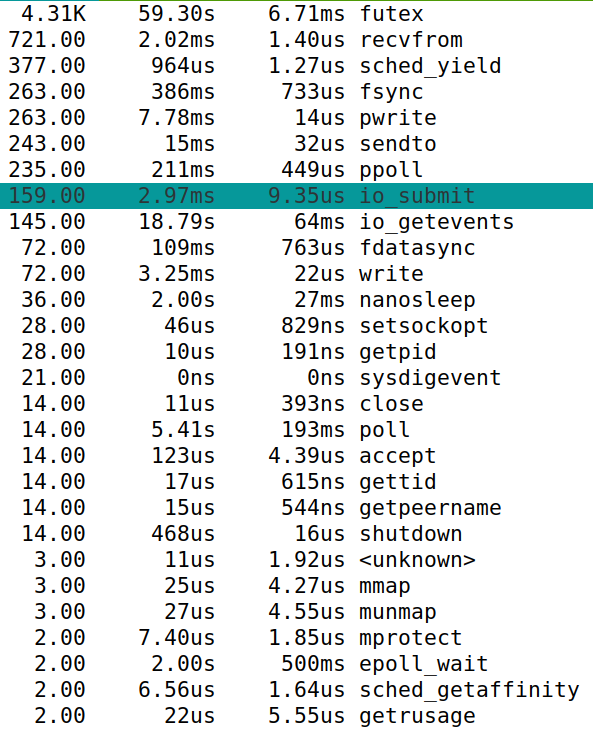 4.31K 59.30s 6.71ms futex
721.00 2.02ms 1.40us recvfrom
377.00 964us 1.27us sched_yield
263.00 386ms 733us fsync
263.00 7.78ms 14us pwrite
243.00 15ms 32us sendto
235.00 211ms 449us ppoll
159.00 2.97ms 9.35us io_submit
145.00 18.79s 64ms io_getevents
72.00 109ms 763us fdatasync
72.00 3.25ms 22us write
36.00 2.00s 27ms nanosleep
28.00 46us 829ns setsockopt
28.00 10us 191ns getpid
21.00 0ns 0ns sysdigevent
14.00 11us 393ns close
14.00 5.41s 193ms poll
14.00 123us 4.39us accept
14.00 17us 615ns gettid
14.00 15us 544ns getpeername
14.00 468us 16us shutdown
3.00 11us 1.92us <unknown>
3.00 25us 4.27us mmap
3.00 27us 4.55us munmap
2.00 7.40us 1.85us mprotect
2.00 2.00s 500ms epoll_wait
2.00 6.56us 1.64us sched_getaffinity
2.00 22us 5.55us getrusage